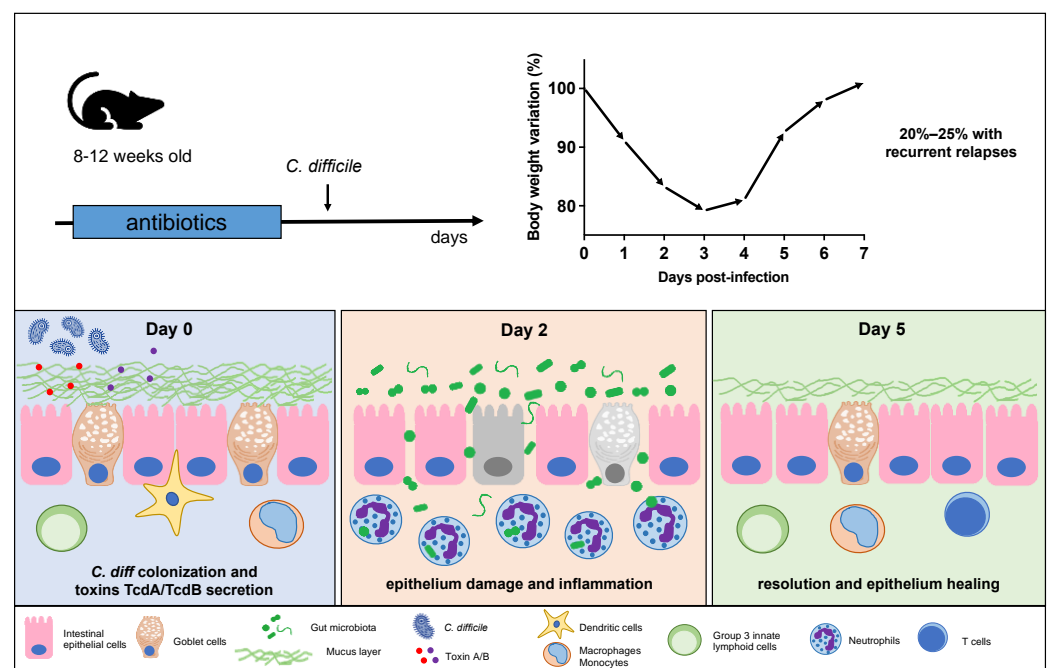 8-12 weeks old
C. difficile
antibiotics
days
Body weight variation (%)
100
90
80
0 1 2 3 4 5 6 7
Days post-infection
20%–25% with
recurrent relapses
Day 0
C. diff colonization and
toxins TcdA/TcdB secretion
Day 2
epithelium damage and inflammation
Day 5
resolution and epithelium healing
Intestinal
epithelial cells
Goblet cells
Gut microbiota
Mucus layer
C. difficile
Toxin A/B
Dendritic cells
Macrophages
Monocytes
Group 3 innate
lymphoid cells
Neutrophils
T cells